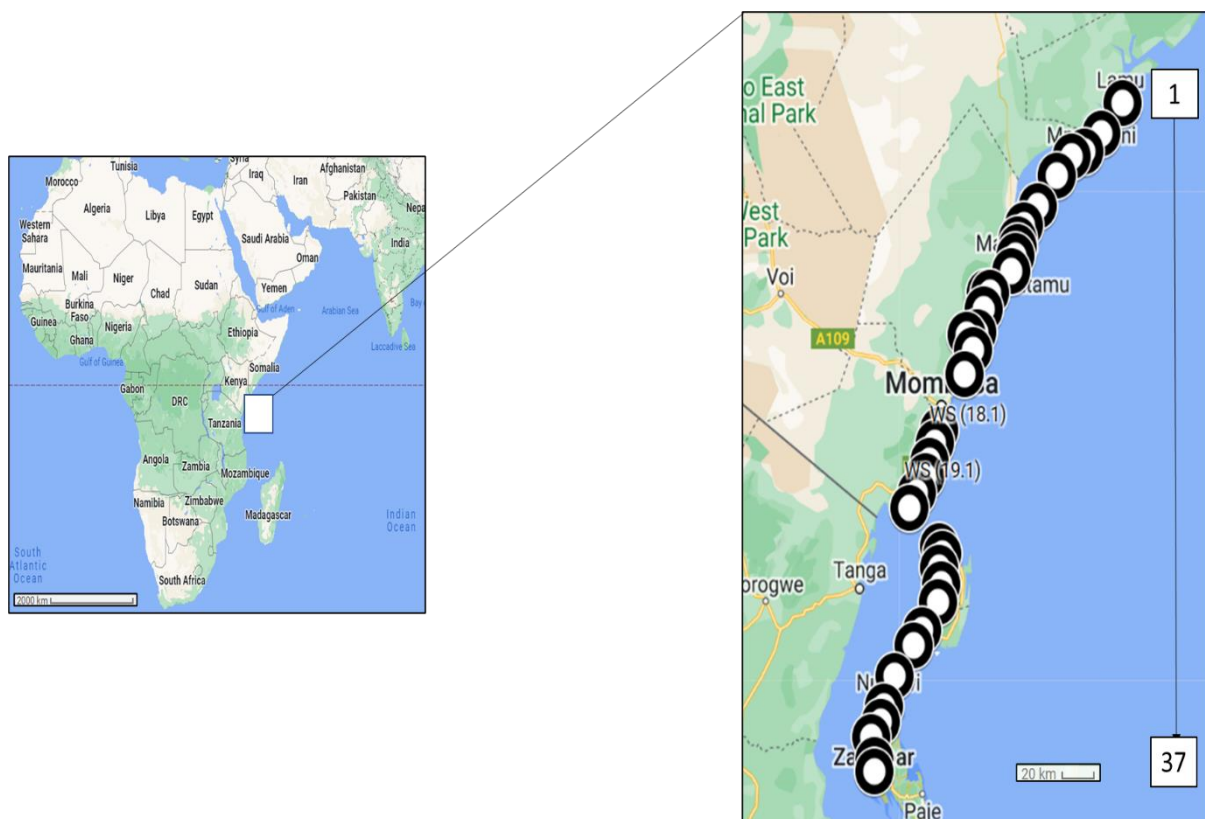 Tunisia
Syria
Afghanistan
Morocco
Iraq
Iran
Pakistan
Algeria
Libya
Egypt
Western
Sahara
Saudi Arabia
India
Oman
Mauritania
Mali
Niger
Sudan
Chad
Yemen
Burkina
Faso
Gulf of Aden
Arabian Sea
Guinea
Nigeria
Ghana
Ethiopia
Laccadive Sea
Gulf of Guinea
Somalia
Kenya
Gabon
DRC
Tanzania
Angola
Zambia
Mozambique
Namibia
Zimbabwe
Botswana
Madagascar
Indian
Ocean
South
Atlantic
Ocean
South Africa
2000 km
Lamu
1
o East
nal Park
West
Park
Voi
A109
WS (18.1)
WS (19.1)
Tanga
37
20 km
Paje